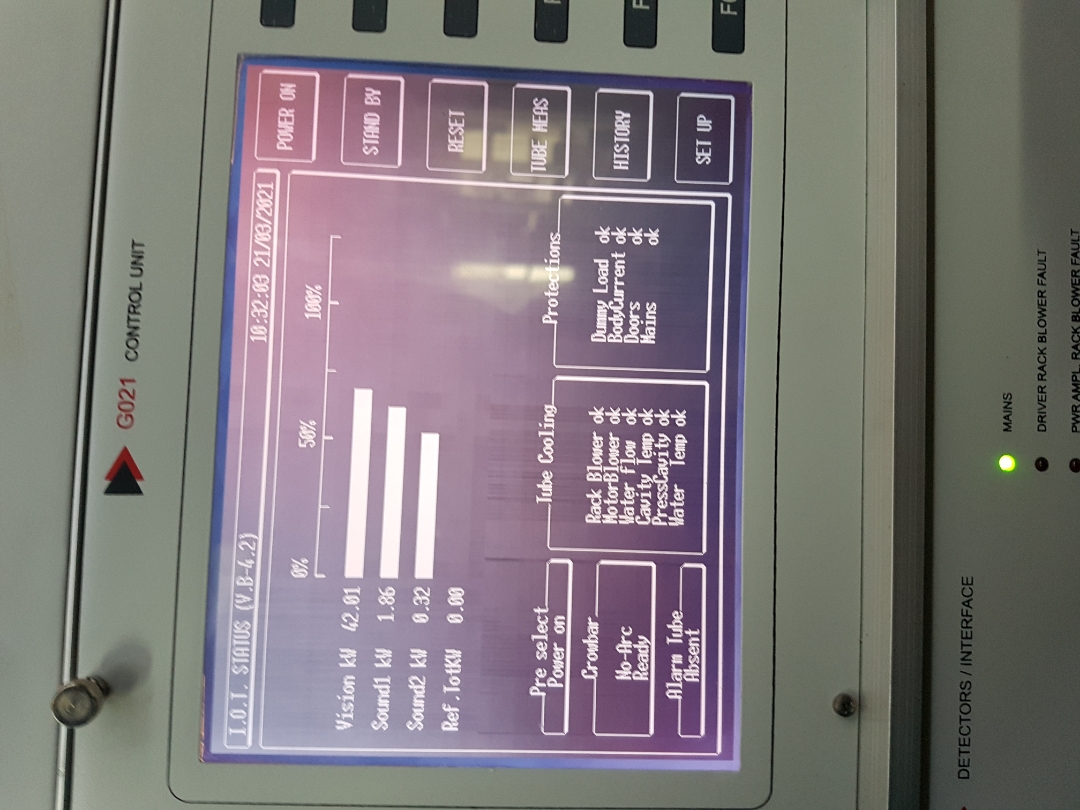 G021 CONTROL UNIT
I.O.T. STATUS (V.B-4.2)
10:32:03 21/03/2021
0% 50% 100%
Vision kW 42.01
Sound1 kW 1.86
Sound2 kW 0.32
Ref.TotKW 0.00
Pre select
Power on
Crowbar
No-Arc
Ready
Alarm Tube
Absent
Tube Cooling
Rack Blower ok
MotorBlower ok
Water flow ok
Cavity Temp ok
PressCavity ok
Water Temp ok
Protections
Dummy Load ok
BodyCurrent ok
Doors ok
Mains ok
POWER ON
STAND BY
RESET
TUBE MEAS
HISTORY
SET UP
DETECTORS / INTERFACE
MAINS
DRIVER RACK BLOWER FAULT
PWR AMPL. RACK BLOWER FAULT